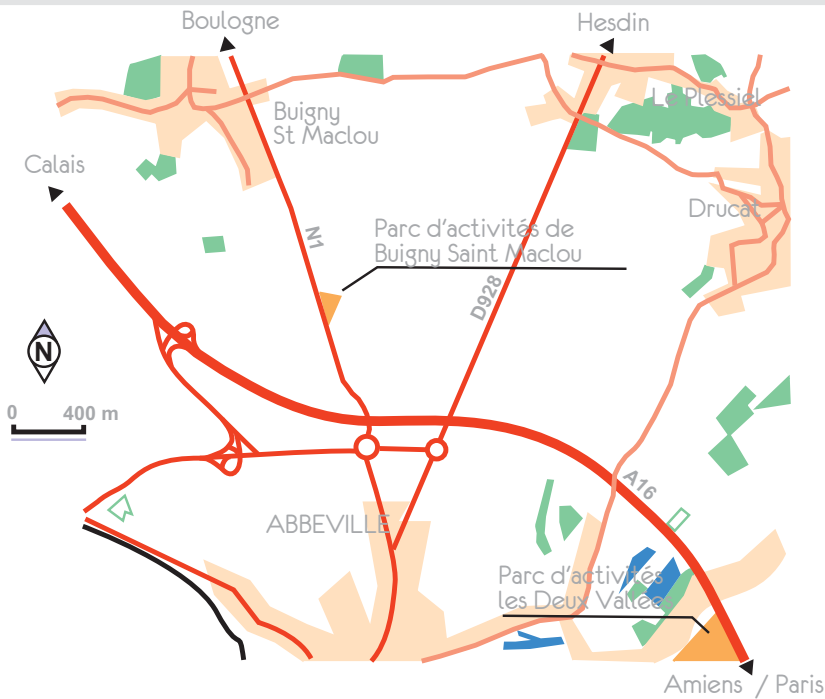 Boulogne
Hesdin
Le Plessiel
Buigny
St Maclou
Calais
Drucat
Parc d'activités de
Buigny Saint Maclou
N1
D928
N
0 400 m
A16
ABBEVILLE
Parc d'activités
les Deux Vallées
Amiens / Paris